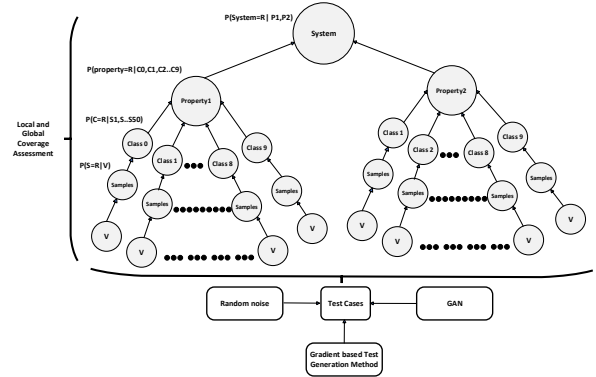 P(System=R| P1,P2)
System
P(property=R|C0,C1,C2..C9)
Property1
Property2
P(C=R|S1,S..S50)
Local and
Global
Coverage
Assessment
Class 0
Class 1
Class 8
Class 9
Class 1
Class 2
Class 8
Class 9
P(S=R|V)
Samples
Samples
Samples
Samples
Samples
Samples
Samples
Samples
V
V
V
V
V
V
V
V
Random noise
Test Cases
GAN
Gradient based Test
Generation Method